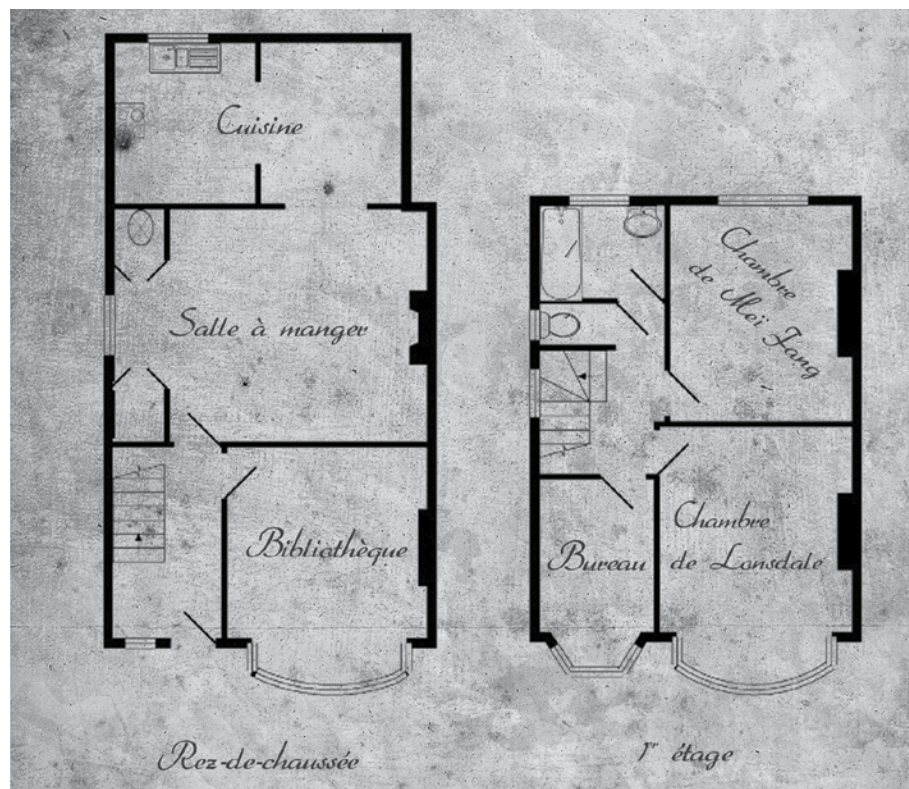 Cuisine
Salle à manger
Bibliothèque
Rez-de-chaussée
Chambre
de Meï Fang
Chambre
de Lonsdale
Bureau
1er étage